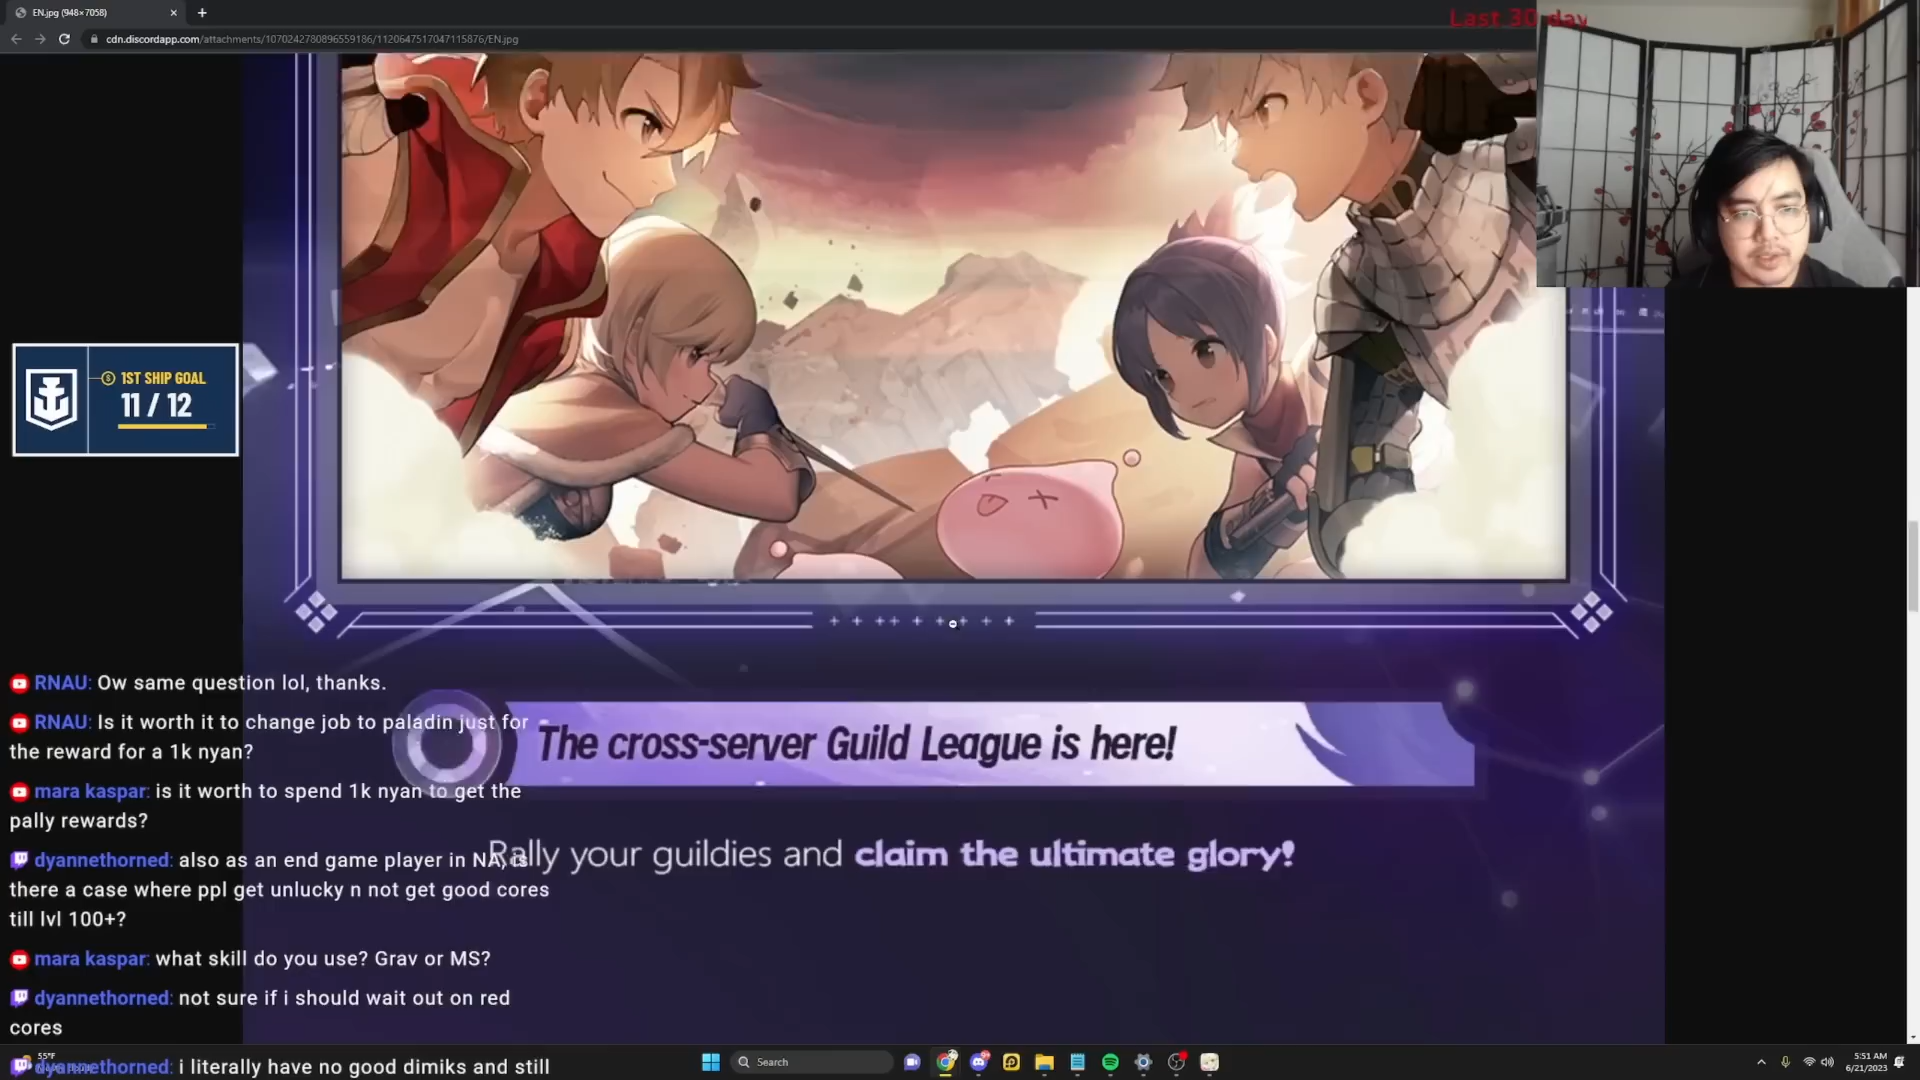 EN.jpg (948×7058)
Last 30 day
cdn.discordapp.com/attachments/1070242780896559186/1120647517047115876/EN.jpg
1ST SHIP GOAL
11 / 12
RNAU: Ow same question lol, thanks.
RNAU: Is it worth it to change job to paladin just for
the reward for a 1k nyan?
The cross-server Guild League is here!
mara kaspar: is it worth to spend 1k nyan to get the
pally rewards?
Rally your guildies and claim the ultimate glory!
dyannethorned: also as an end game player in NA, is
there a case where ppl get unlucky n not get good cores
till lvl 100+?
mara kaspar: what skill do you use? Grav or MS?
dyannethorned: not sure if i should wait out on red
cores
dyannethorned: i literally have no good dimiks and still
55°F
Search
5:51 AM
6/21/2023